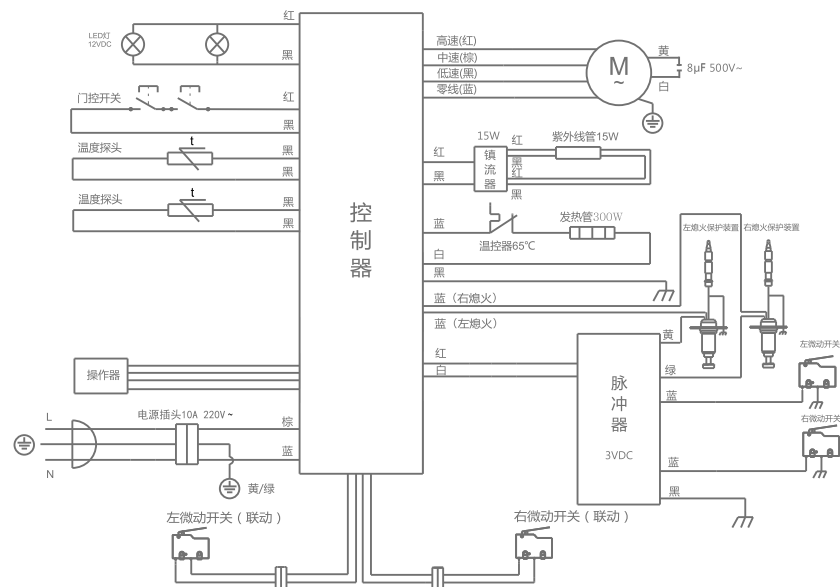 LED灯
12VDC
红
黑
门控开关
红
黑
温度探头
t
黑
黑
温度探头
t
黑
黑
操作器
L
N
电源插头10A 220V~
棕
蓝
黄/绿
控制器
高速(红)
中速(棕)
低速(黑)
零线(蓝)
M
~
黄
白
8μF 500V~
15W
红
黑
镇流器
红
黑
红
黑
紫外线管15W
蓝
白
温控器65℃
发热管300W
黑
蓝（右熄火）
蓝（左熄火）
左熄火保护装置
右熄火保护装置
红
白
脉冲器
3VDC
黄
绿
蓝
蓝
黑
左微动开关
右微动开关
左微动开关（联动）
右微动开关（联动）